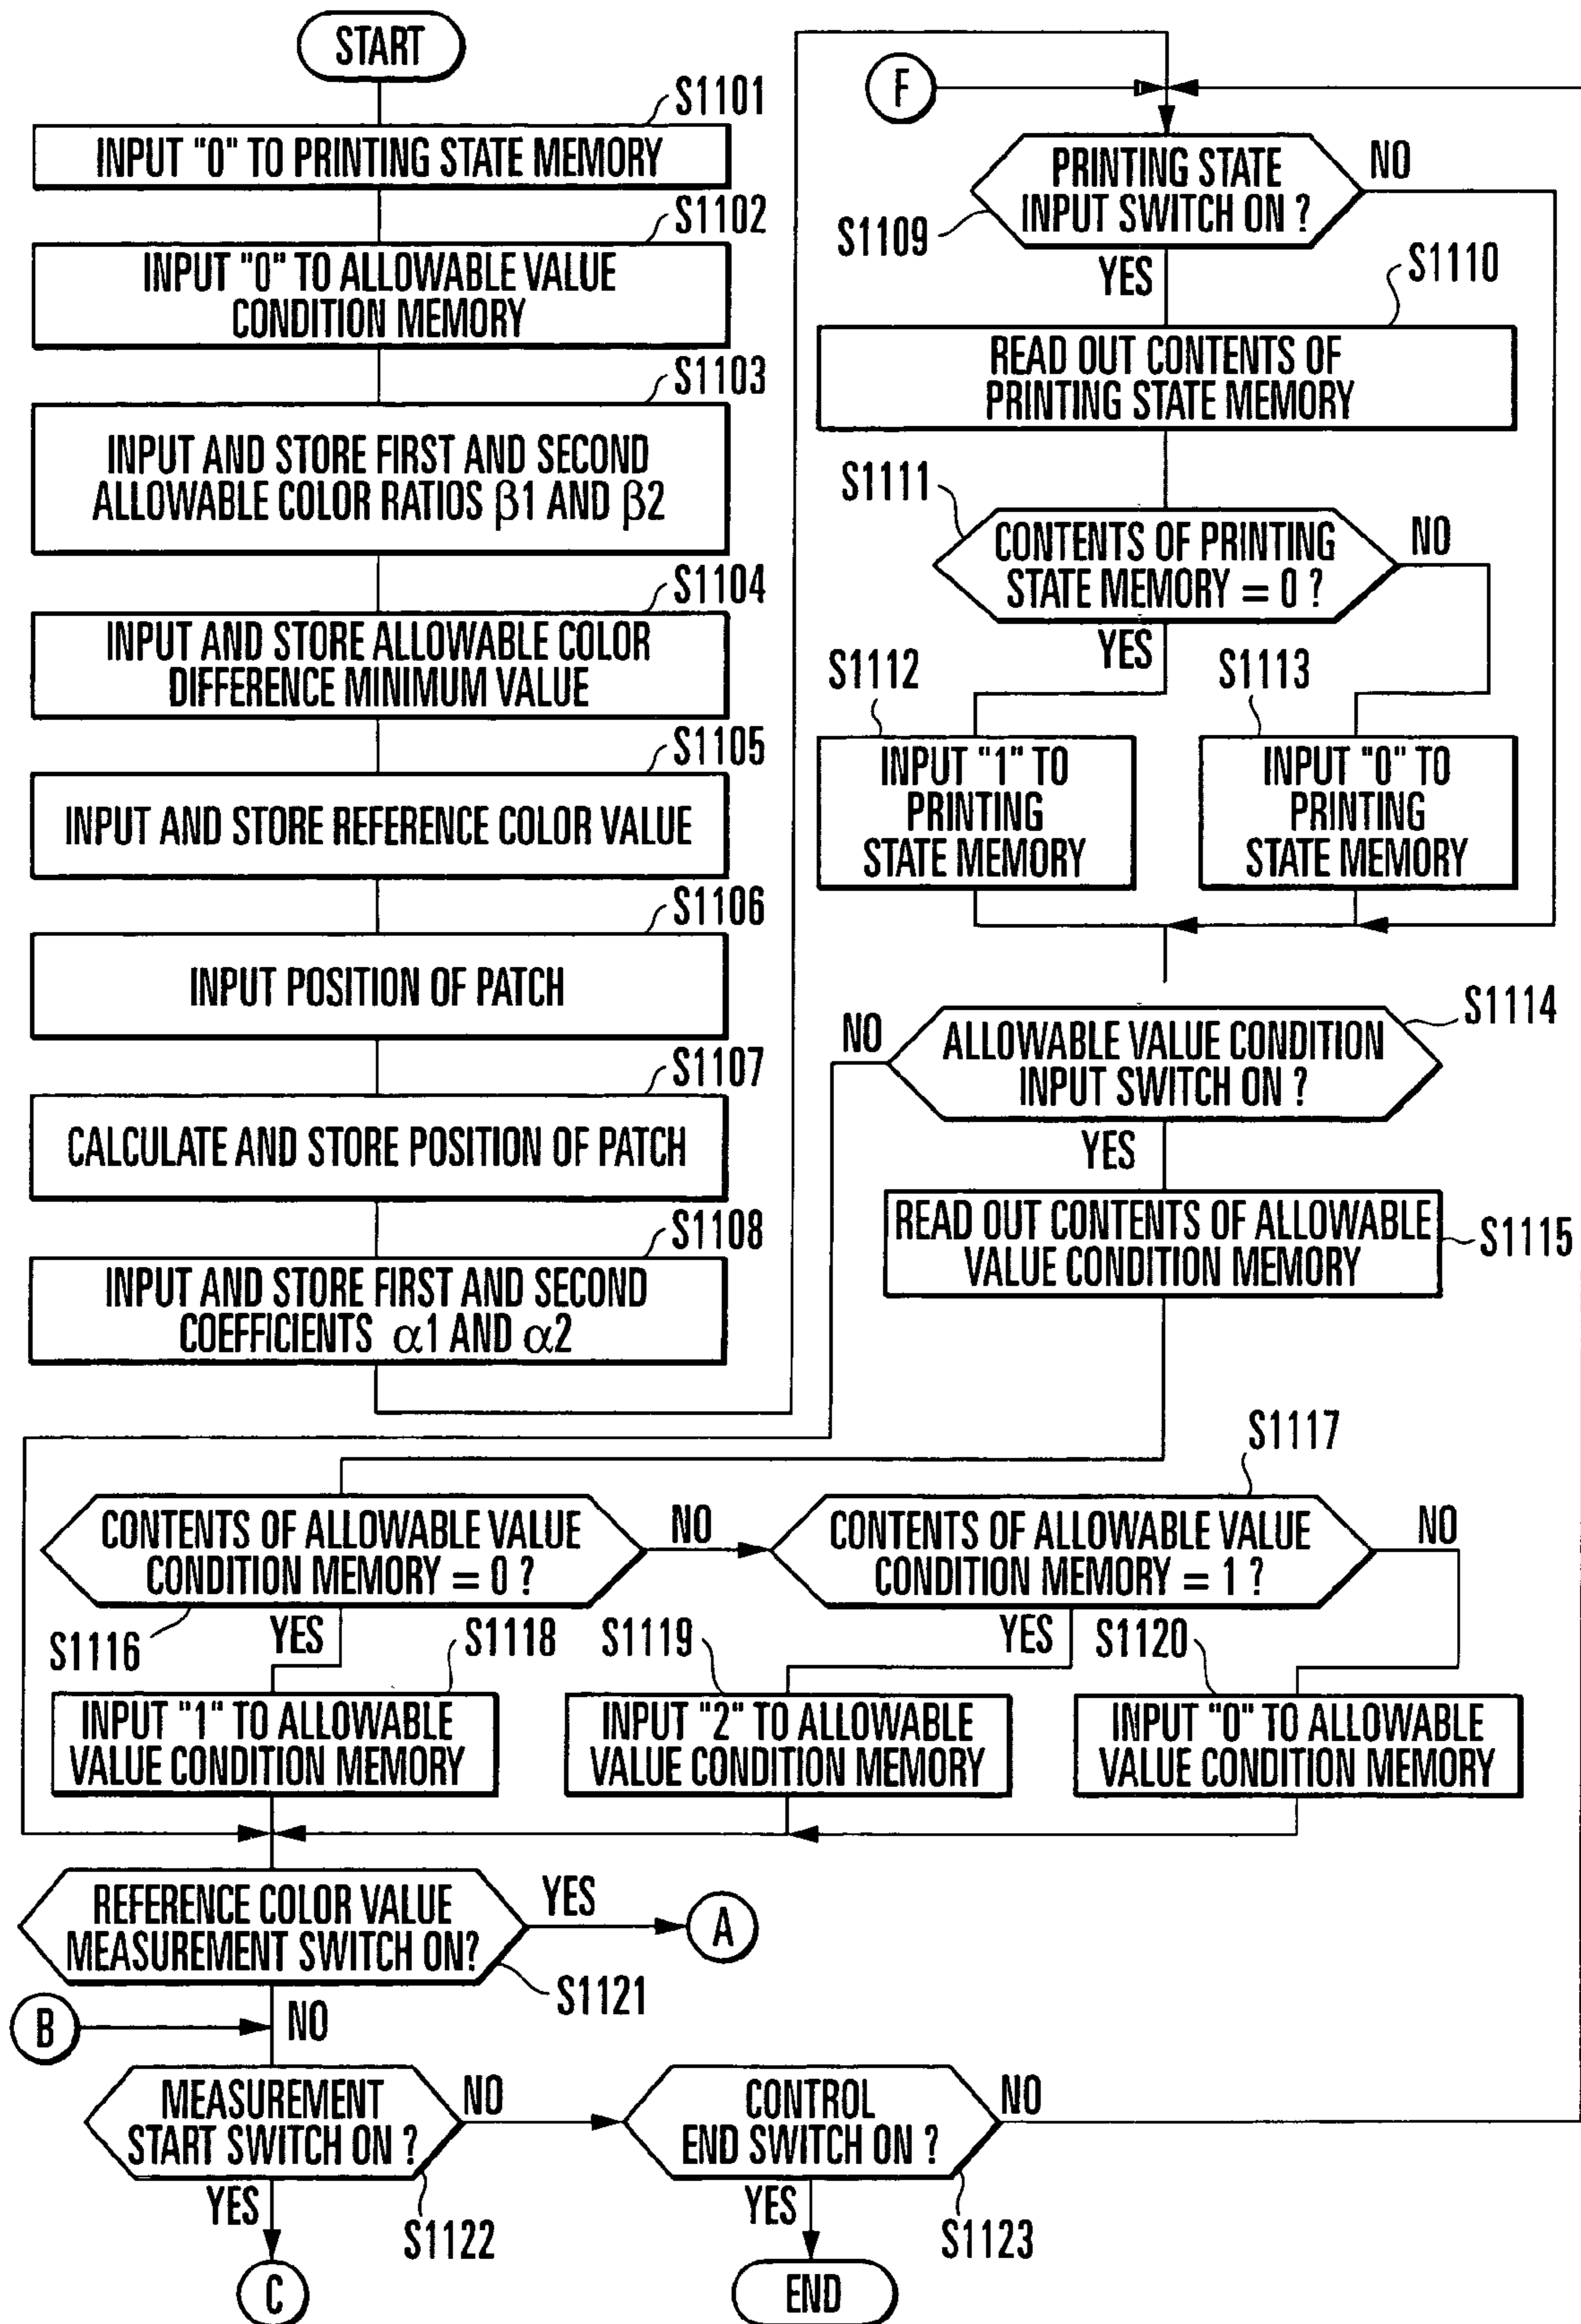 START
S1101
INPUT "0" TO PRINTING STATE MEMORY
S1102
INPUT "0" TO ALLOWABLE VALUE
CONDITION MEMORY
S1103
INPUT AND STORE FIRST AND SECOND
ALLOWABLE COLOR RATIOS β1 AND β2
S1104
INPUT AND STORE ALLOWABLE COLOR
DIFFERENCE MINIMUM VALUE
S1105
INPUT AND STORE REFERENCE COLOR VALUE
S1106
INPUT POSITION OF PATCH
S1107
CALCULATE AND STORE POSITION OF PATCH
S1108
INPUT AND STORE FIRST AND SECOND
COEFFICIENTS α1 AND α2
F
PRINTING STATE
INPUT SWITCH ON ?
NO
S1109
YES
S1110
READ OUT CONTENTS OF
PRINTING STATE MEMORY
S1111
CONTENTS OF PRINTING
STATE MEMORY = 0 ?
NO
YES
S1112
S1113
INPUT "1" TO
PRINTING
STATE MEMORY
INPUT "0" TO
PRINTING
STATE MEMORY
S1114
NO
ALLOWABLE VALUE CONDITION
INPUT SWITCH ON ?
YES
READ OUT CONTENTS OF ALLOWABLE
VALUE CONDITION MEMORY
S1115
S1117
CONTENTS OF ALLOWABLE VALUE
CONDITION MEMORY = 0 ?
NO
CONTENTS OF ALLOWABLE VALUE
CONDITION MEMORY = 1 ?
NO
S1116
YES
S1118
S1119
YES
S1120
INPUT "1" TO ALLOWABLE
VALUE CONDITION MEMORY
INPUT "2" TO ALLOWABLE
VALUE CONDITION MEMORY
INPUT "0" TO ALLOWABLE
VALUE CONDITION MEMORY
REFERENCE COLOR VALUE
MEASUREMENT SWITCH ON?
YES
A
S1121
B
NO
MEASUREMENT
START SWITCH ON ?
NO
CONTROL
END SWITCH ON ?
NO
YES
S1122
YES
S1123
C
END